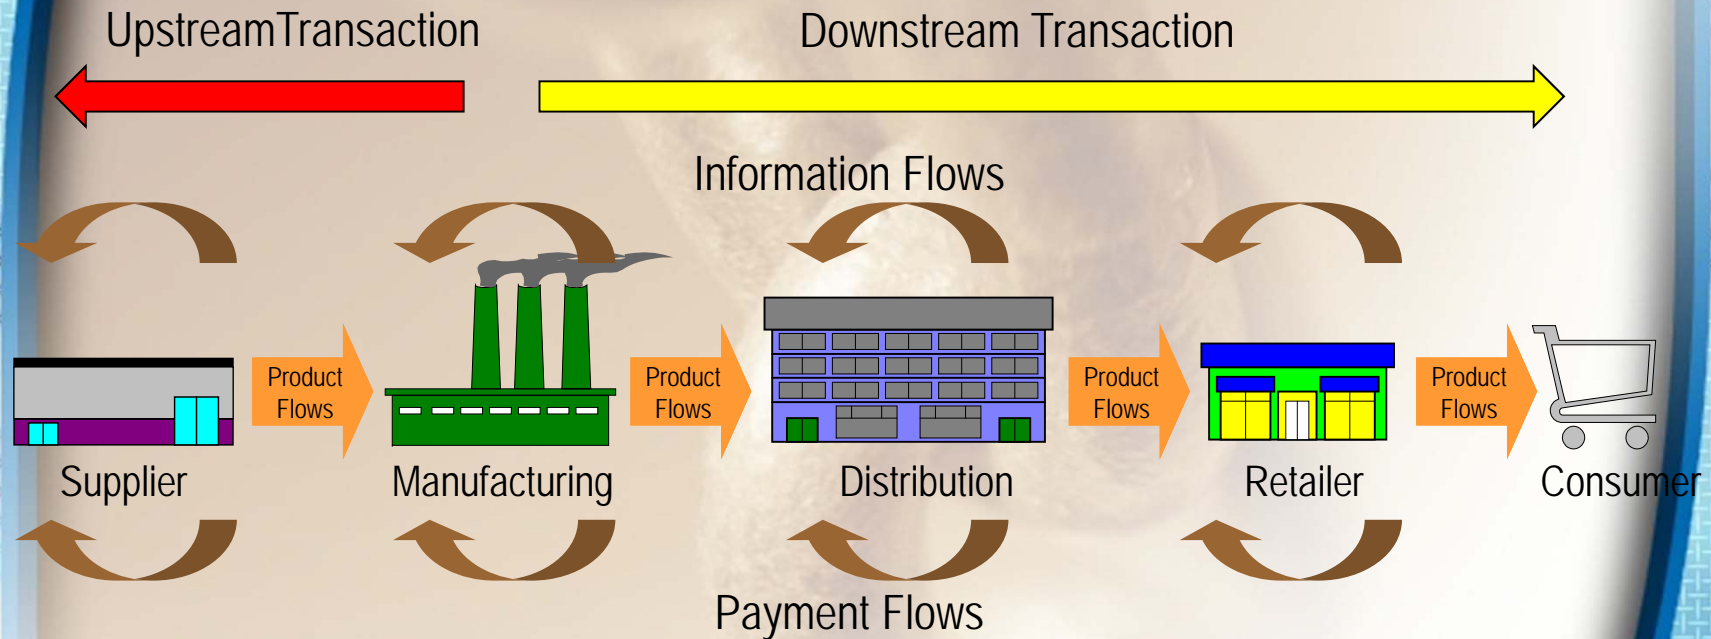 UpstreamTransaction
Downstream Transaction
Information Flows
Product
Flows
Product
Flows
Product
Flows
Product
Flows
Supplier
Manufacturing
Distribution
Retailer
Consumer
Payment Flows